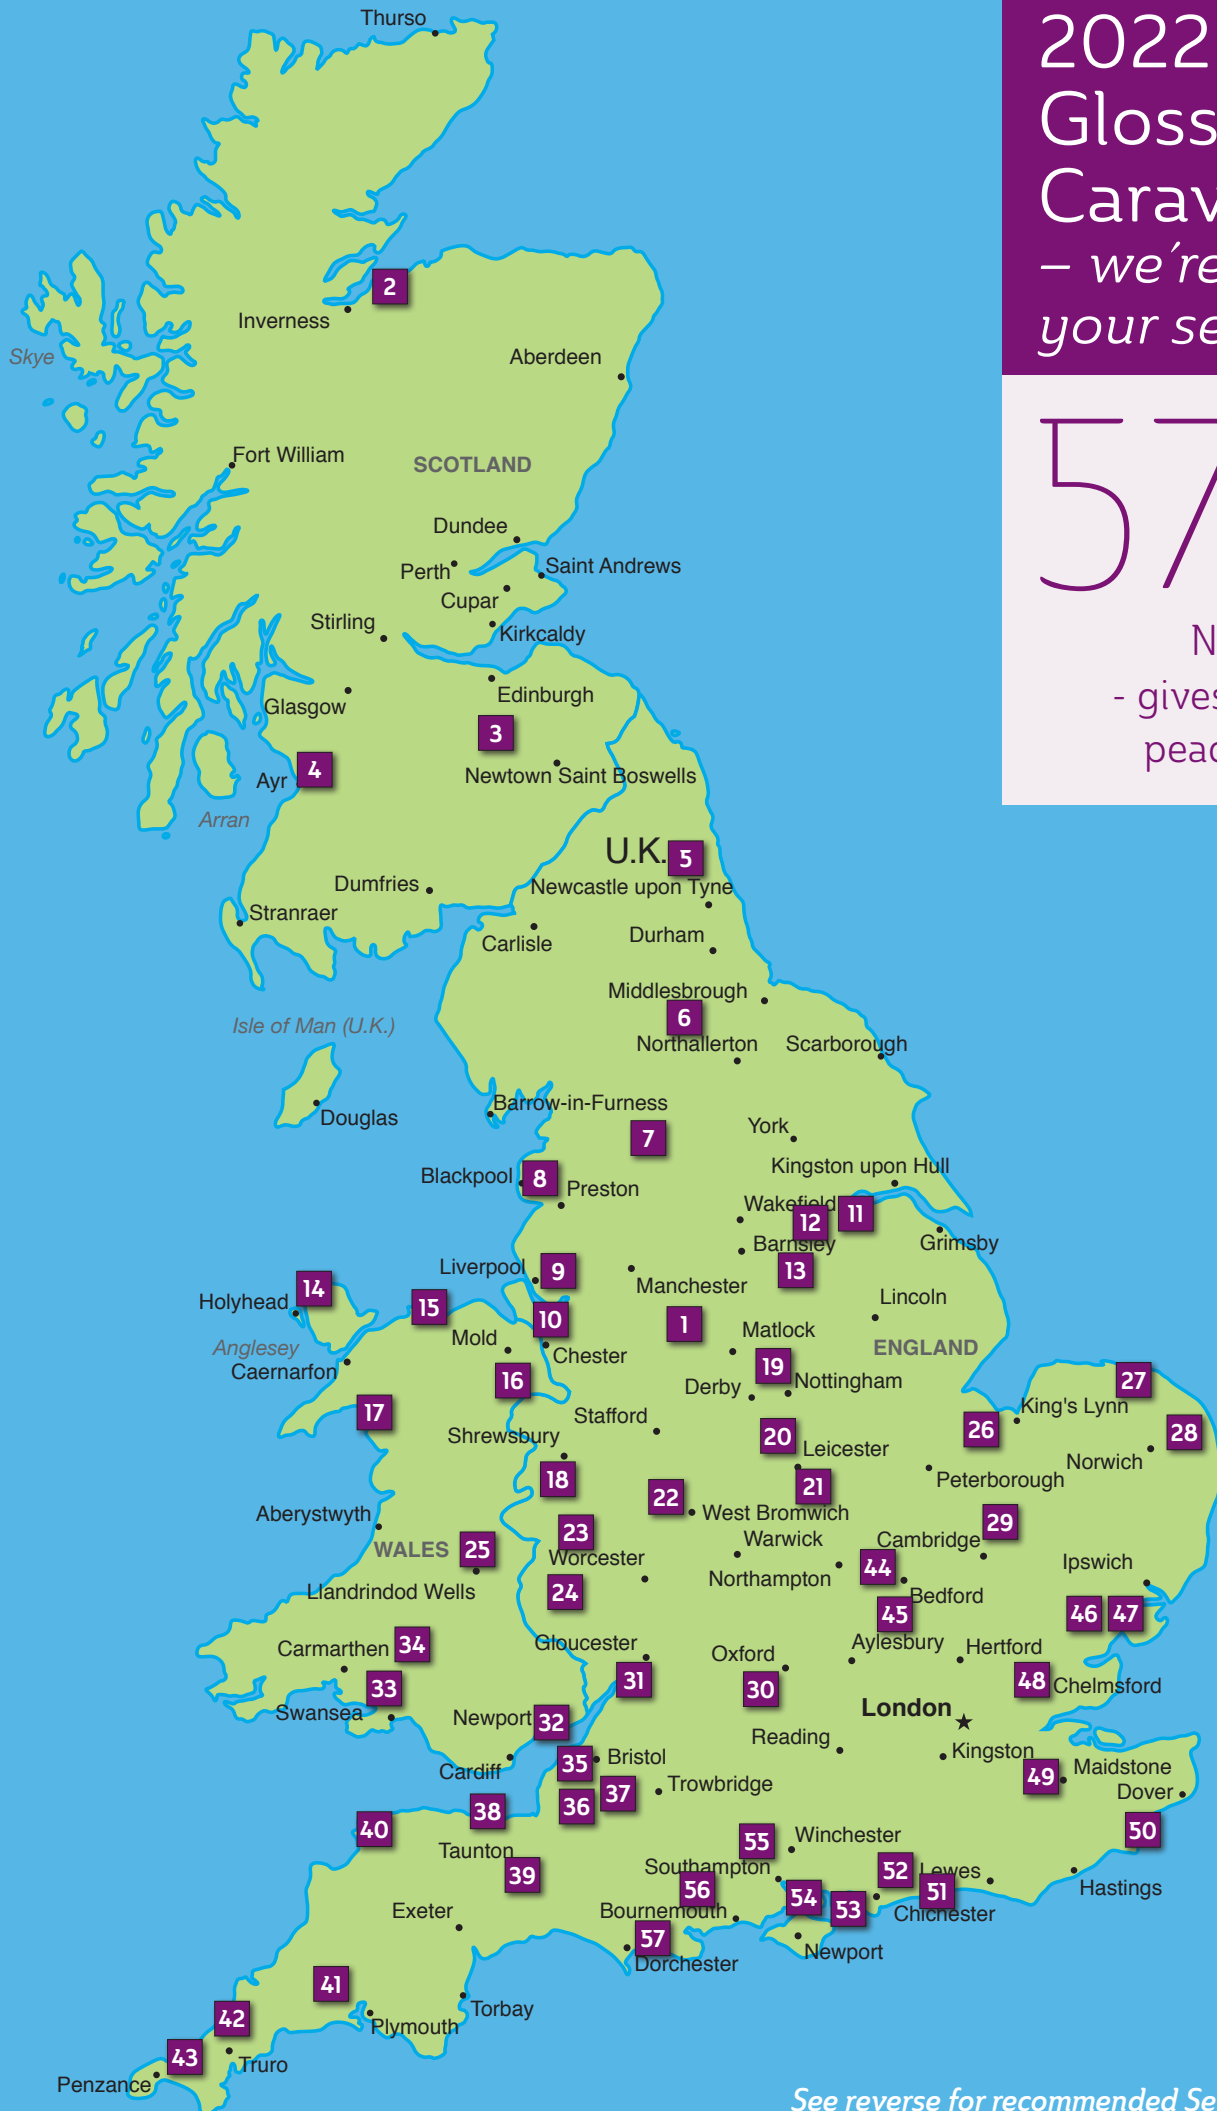 Thurso
2022
Gloss
Carav
– we're
your se
2
Inverness
Skye
Aberdeen
57
Fort William
SCOTLAND
Dundee
Perth
Saint Andrews
Cupar
Stirling
Kirkcaldy
N
- gives
peac
Edinburgh
Glasgow
3
4
Ayr
Newtown Saint Boswells
Arran
U.K.
5
Dumfries
Newcastle upon Tyne
Stranraer
Carlisle
Durham
Middlesbrough
6
Isle of Man (U.K.)
Northallerton
Scarborough
Barrow-in-Furness
Douglas
7
York
Blackpool
8
Kingston upon Hull
Preston
Wakefield
12
11
Barnsley
Grimsby
Liverpool
9
13
Manchester
14
Holyhead
15
10
Lincoln
1
Mold
Matlock
Anglesey
Chester
ENGLAND
Caernarfon
16
19
Derby
Nottingham
27
17
Stafford
King's Lynn
26
28
Shrewsbury
20
Leicester
Norwich
18
21
Peterborough
22
Aberystwyth
West Bromwich
29
WALES
25
23
Warwick
Cambridge
Worcester
44
Ipswich
Northampton
Llandrindod Wells
24
Bedford
45
46
47
Carmarthen
34
Gloucester
Aylesbury
Hertford
Oxford
33
31
30
48
Chelmsford
Swansea
Newport
32
London
Reading
Kingston
Cardiff
35
Bristol
49
Maidstone
Trowbridge
Dover
36
37
38
40
50
Taunton
55
Winchester
39
Southampton
52
Lewes
56
54
51
Hastings
Exeter
Bournemouth
53
Chichester
57
Newport
Dorchester
41
Torbay
42
Plymouth
43
Truro
Penzance
See reverse for recommended Se